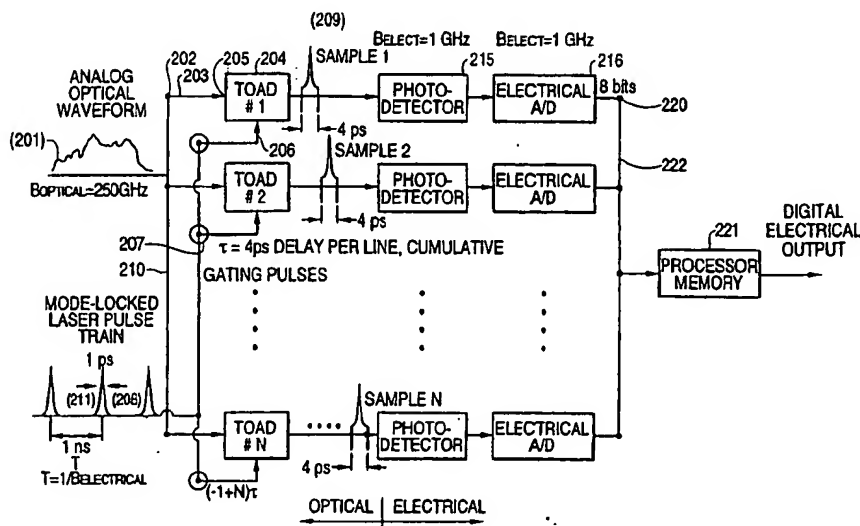 (209)
202
203
205
204
SAMPLE 1
BELECT=1 GHz
215
BELECT=1 GHz
216
ANALOG
OPTICAL
WAVEFORM
TOAD
# 1
PHOTO-
DETECTOR
ELECTRICAL
A/D
8 bits
220
(201)
206
4 ps
SAMPLE 2
222
BOPTICAL=250GHz
TOAD
# 2
PHOTO-
DETECTOR
ELECTRICAL
A/D
4 ps
207
210
τ = 4ps DELAY PER LINE, CUMULATIVE
GATING PULSES
221
PROCESSOR
MEMORY
DIGITAL
ELECTRICAL
OUTPUT
MODE-LOCKED
LASER PULSE
TRAIN
1 ps
(211)
(208)
1 ns
T
T=1/BELECTRICAL
SAMPLE N
TOAD
# N
PHOTO-
DETECTOR
ELECTRICAL
A/D
4 ps
(-1+N)τ
OPTICAL
ELECTRICAL